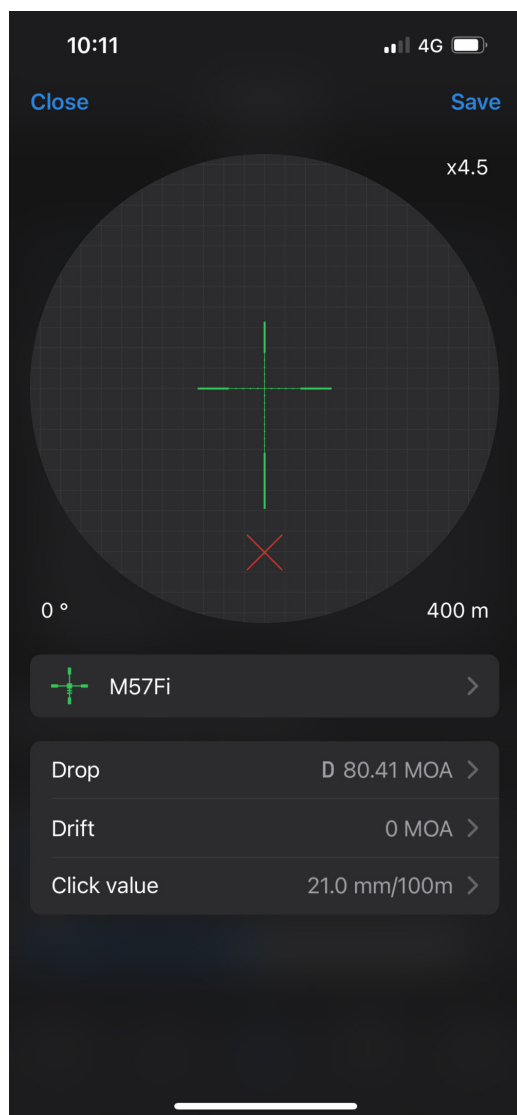 10:11 4G
Close Save
x4.5
0 ° 400 m
M57Fi
Drop D 80.41 MOA
Drift 0 MOA
Click value 21.0 mm/100m